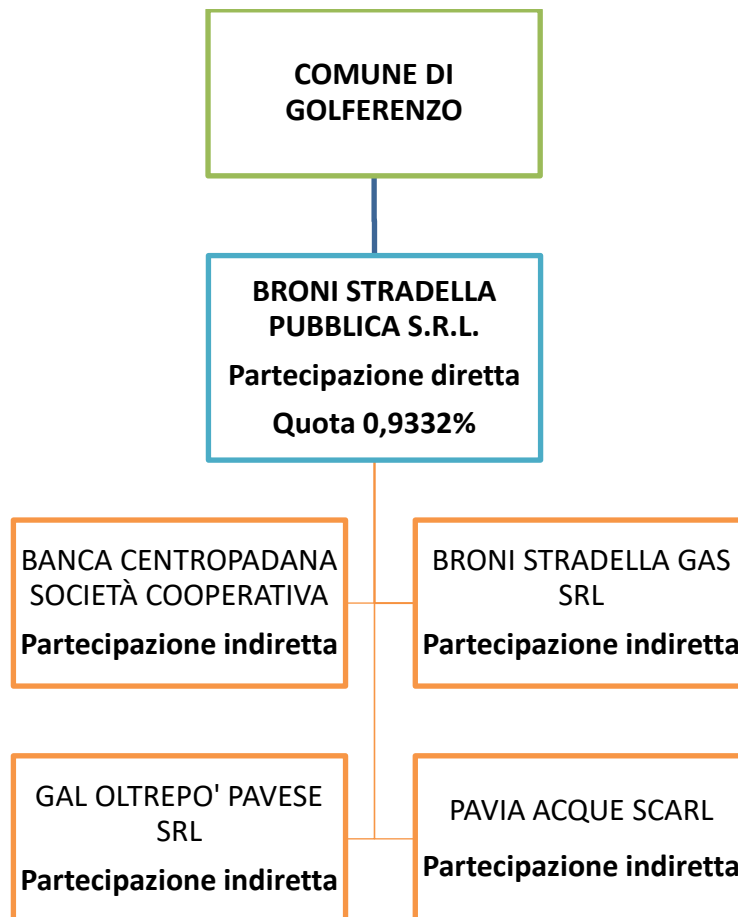 COMUNE DI
GOLFERENZO
BRONI STRADELLA
PUBBLICA S.R.L.
Partecipazione diretta
Quota 0,9332%
BANCA CENTROPADANA
SOCIETÀ COOPERATIVA
Partecipazione indiretta
BRONI STRADELLA GAS
SRL
Partecipazione indiretta
GAL OLTREPO' PAVESE
SRL
Partecipazione indiretta
PAVIA ACQUE SCARL
Partecipazione indiretta